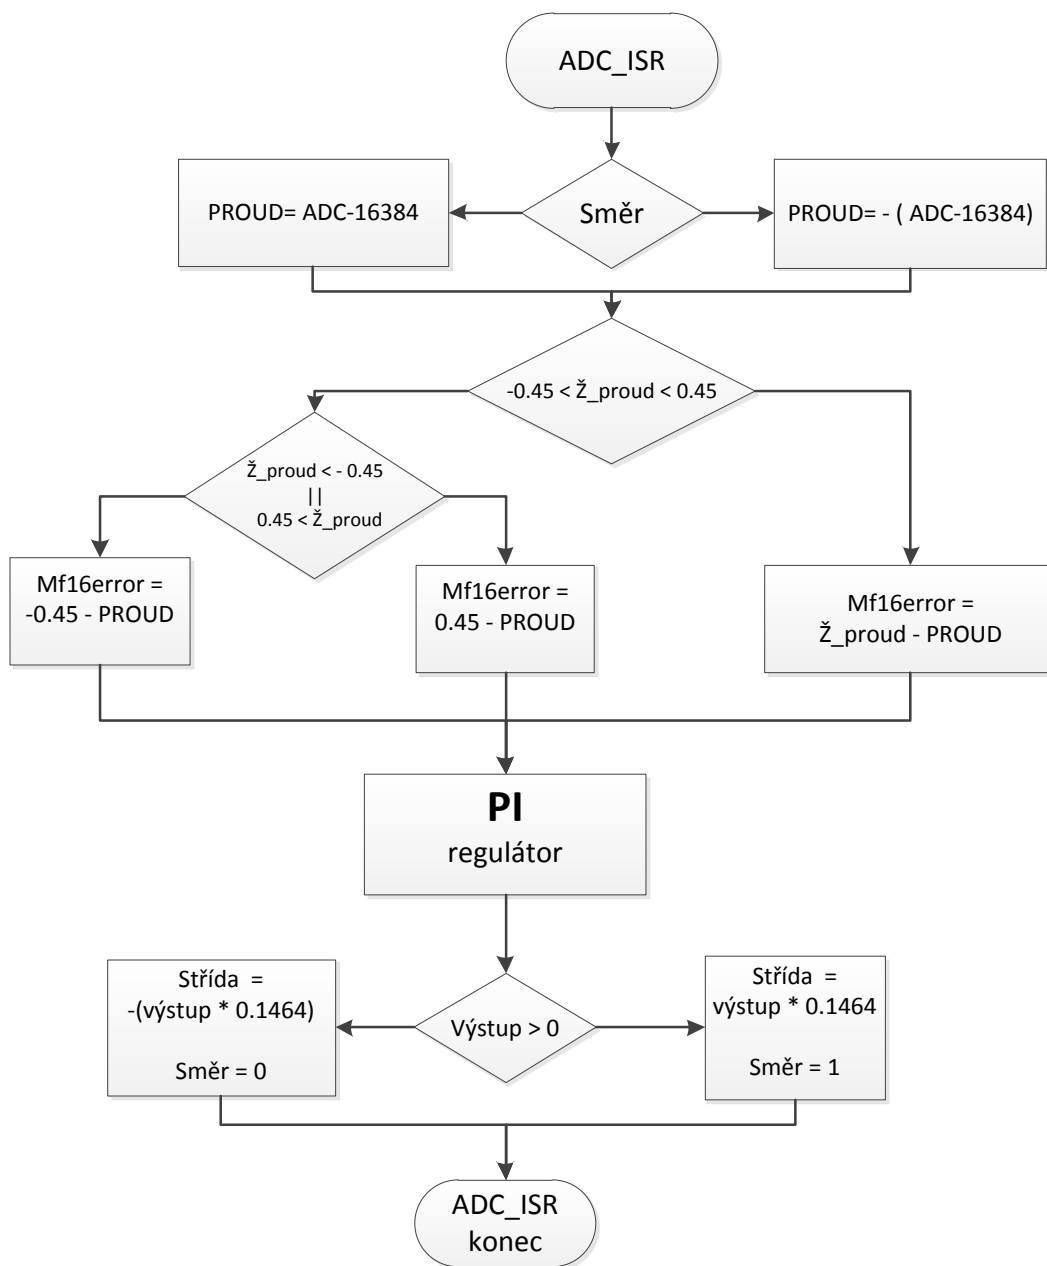 ADC_ISR
PROUD= ADC-16384
Směr
PROUD= - ( ADC-16384)
-0.45 < Ž_proud < 0.45
Ž_proud < - 0.45
||
0.45 < Ž_proud
Mf16error =
-0.45 - PROUD
Mf16error =
0.45 - PROUD
Mf16error =
Ž_proud - PROUD
PI
regulátor
Střída =
-(výstup * 0.1464)
Směr = 0
Výstup > 0
Střída =
výstup * 0.1464
Směr = 1
ADC_ISR
konec